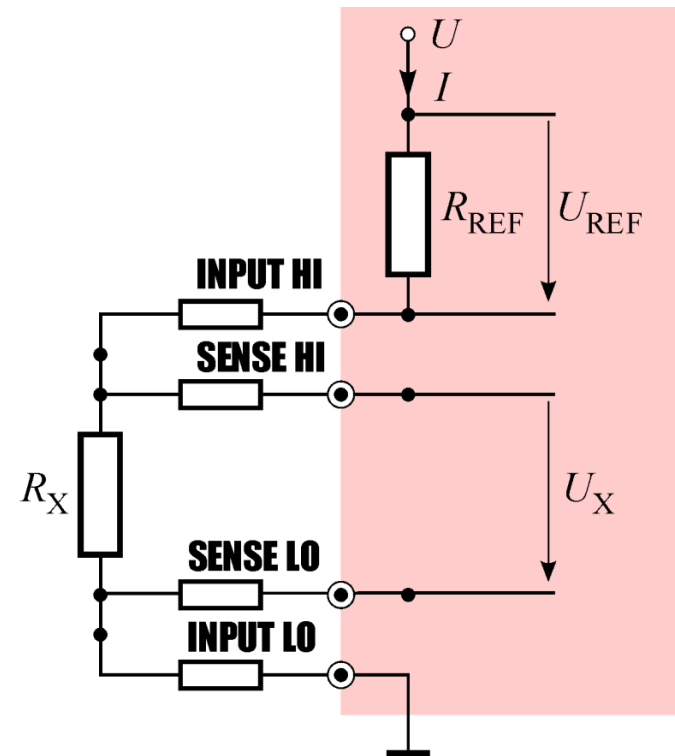 U
I
R_REF U_REF
INPUT HI
SENSE HI
R_X U_X
SENSE LO
INPUT LO